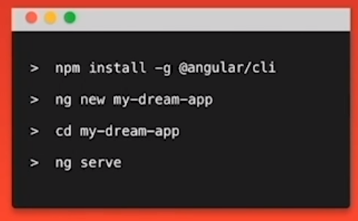 > npm install -g @angular/cli
> ng new my-dream-app
> cd my-dream-app
> ng serve